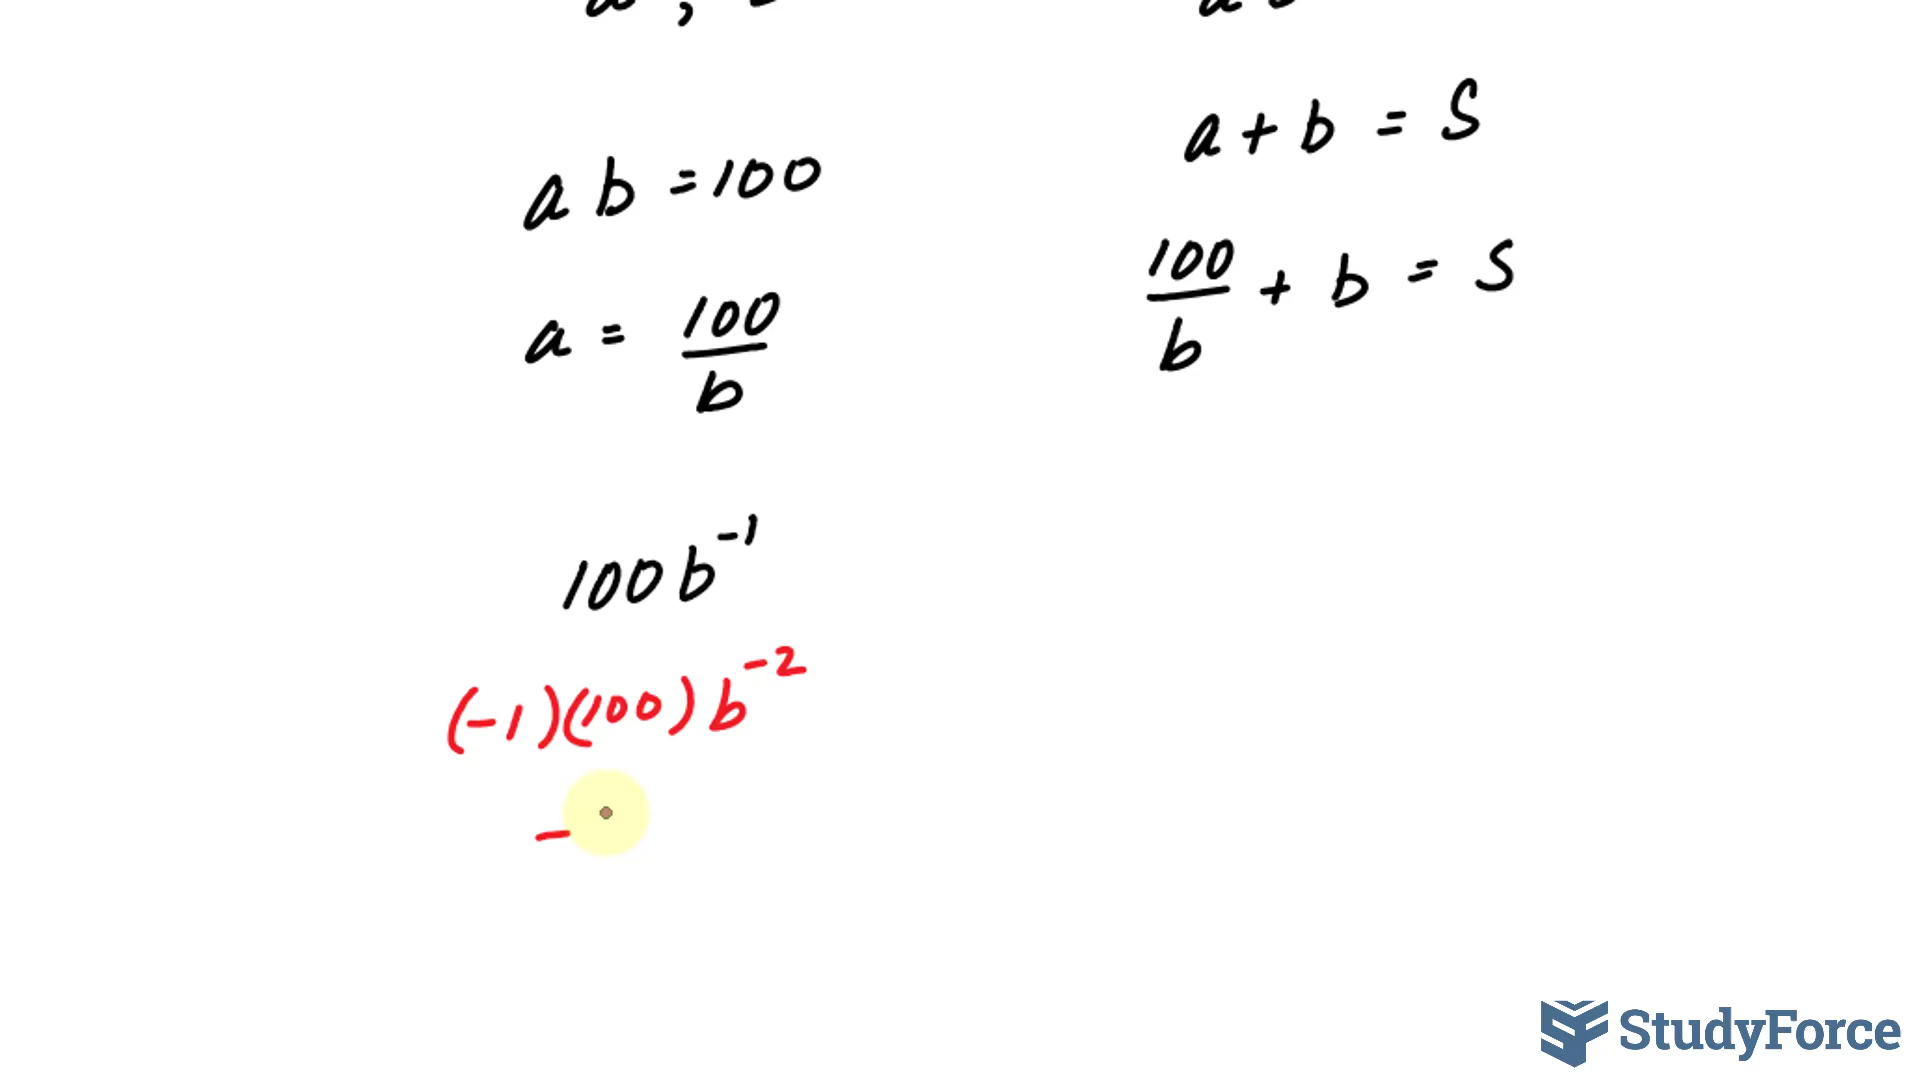 ab = 100
a = 100/b
100b⁻¹
(-1)(100)b⁻²
-
a + b = S
100/b + b = S
StudyForce